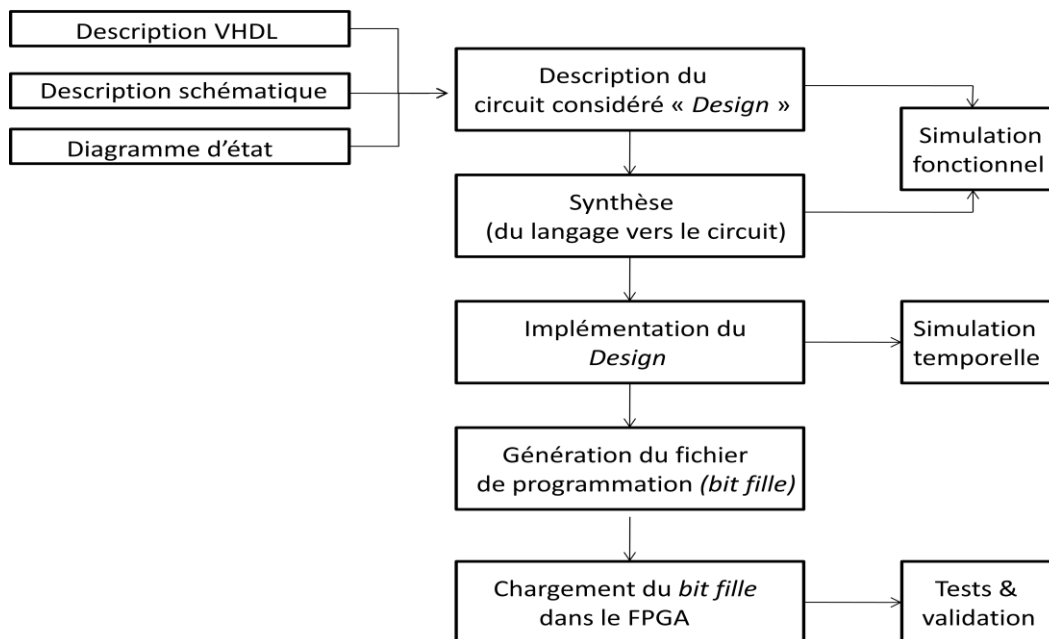 Description VHDL
Description schématique
Diagramme d'état
Description du
circuit considéré « Design »
Simulation
fonctionnel
Synthèse
(du langage vers le circuit)
Implémentation du
Design
Simulation
temporelle
Génération du fichier
de programmation (bit fille)
Chargement du bit fille
dans le FPGA
Tests &
validation